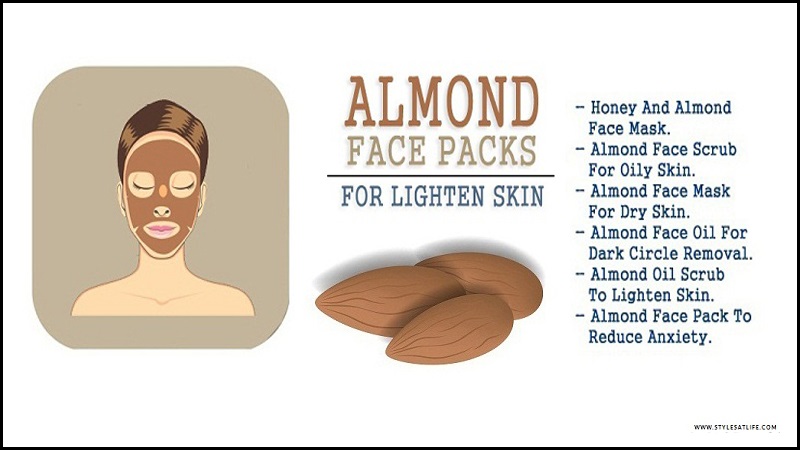 ALMOND
FACE PACKS
FOR LIGHTEN SKIN
- Honey And Almond
Face Mask.
- Almond Face Scrub
For Oily Skin.
- Almond Face Mask
For Dry Skin.
- Almond Face Oil For
Dark Circle Removal.
- Almond Oil Scrub
To Lighten Skin.
- Almond Face Pack To
Reduce Anxiety.
WWW.STYLESATLIFE.COM